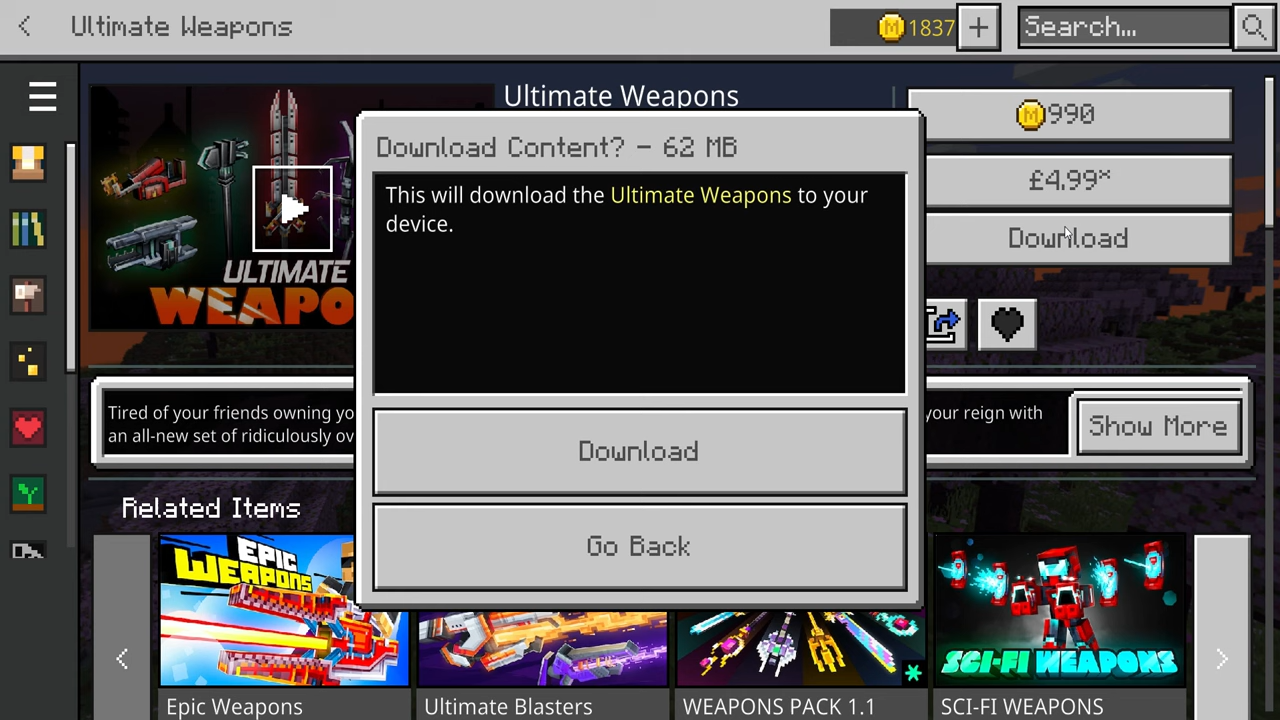 Ultimate Weapons
1837
Search...
Ultimate Weapons
990
£4.99×
Download
ULTIMATE
WEAPO
Download Content? - 62 MB
This will download the Ultimate Weapons to your
device.
Download
Go Back
Tired of your friends owning yo
an all-new set of ridiculously ov
your reign with
Show More
Related Items
EPIC
WEAPONS
SCI-FI WEAPONS
Epic Weapons
Ultimate Blasters
WEAPONS PACK 1.1
SCI-FI WEAPONS